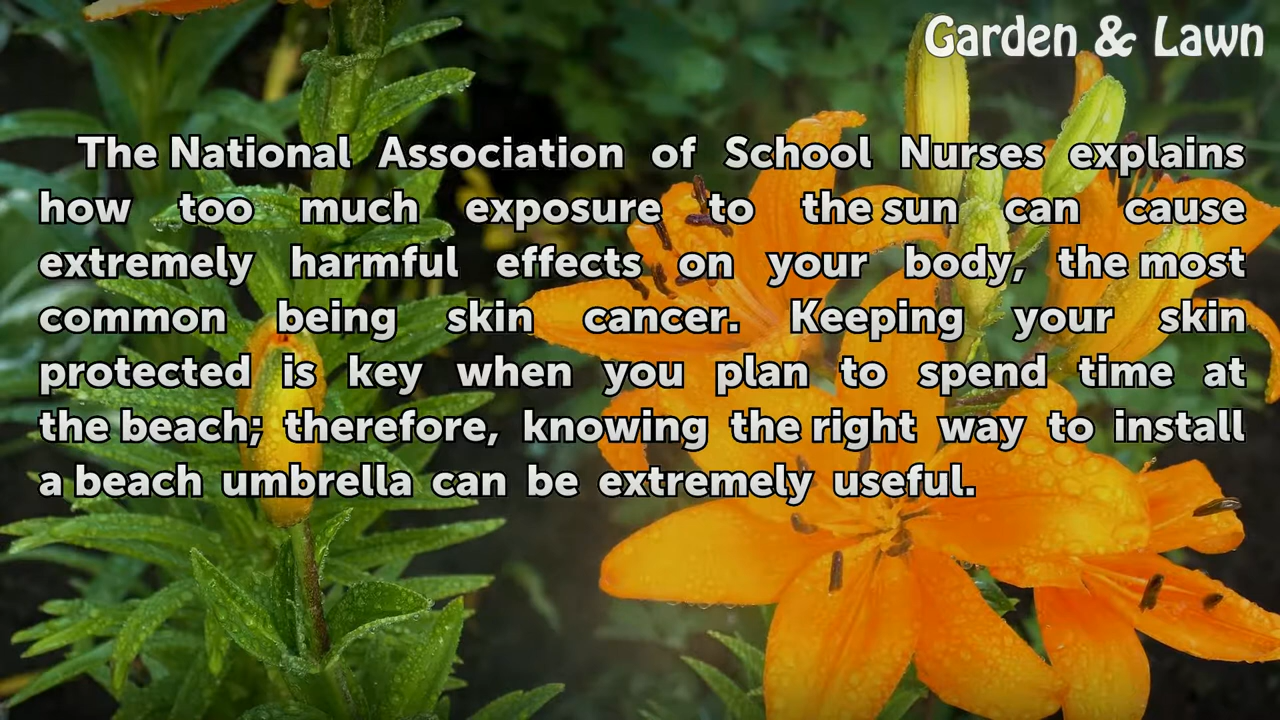 Garden & Lawn
The National Association of School Nurses explains
how too much exposure to the sun can cause
extremely harmful effects on your body, the most
common being skin cancer. Keeping your skin
protected is key when you plan to spend time at
the beach; therefore, knowing the right way to install
a beach umbrella can be extremely useful.